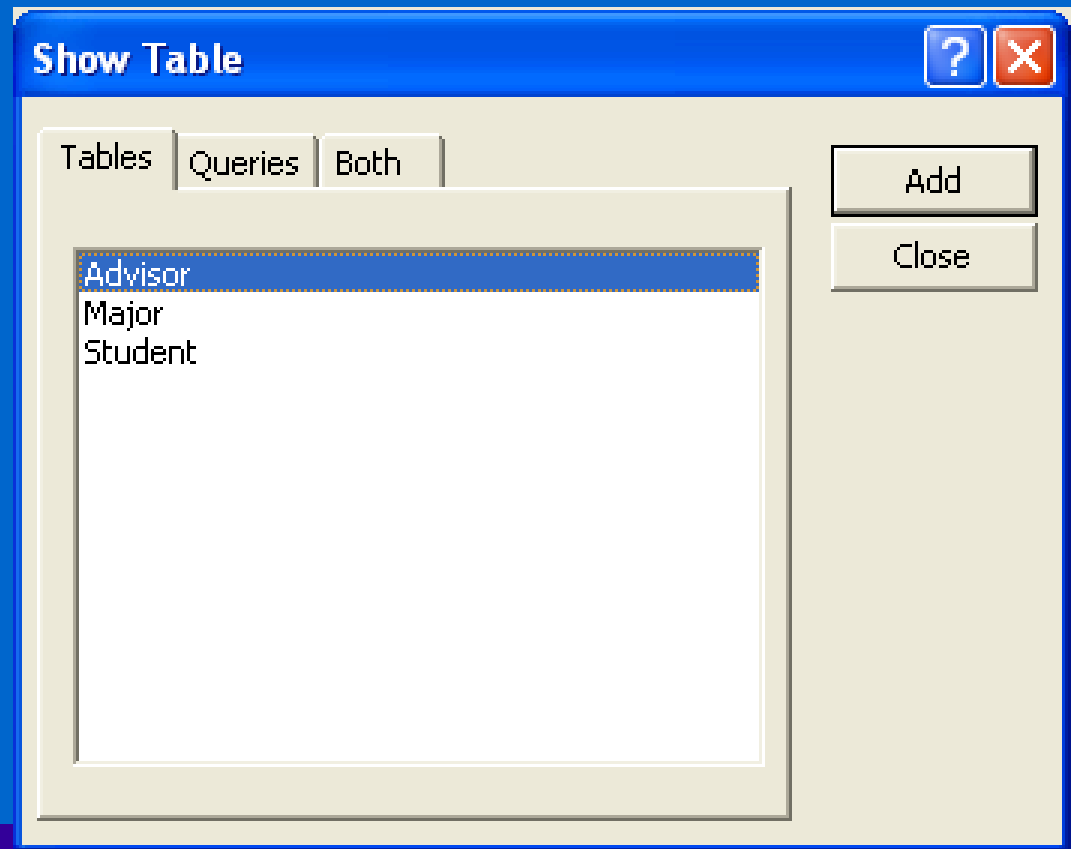 Show Table
?
Tables Queries Both
Add
Close
Advisor
Major
Student